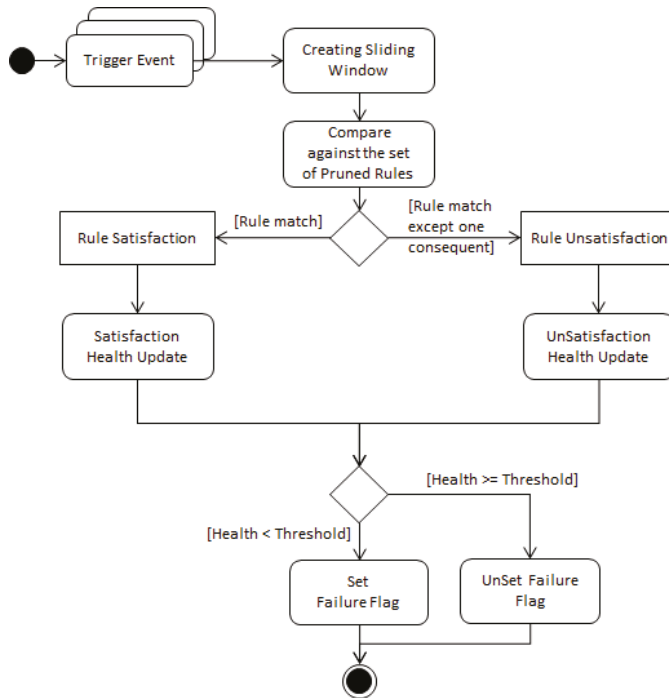 Trigger Event
Creating Sliding
Window
Compare
against the set
of Pruned Rules
[Rule match]
[Rule match
except one
consequent]
Rule Satisfaction
Rule Unsatisfaction
Satisfaction
Health Update
UnSatisfaction
Health Update
[Health >= Threshold]
[Health < Threshold]
Set
Failure Flag
UnSet Failure
Flag